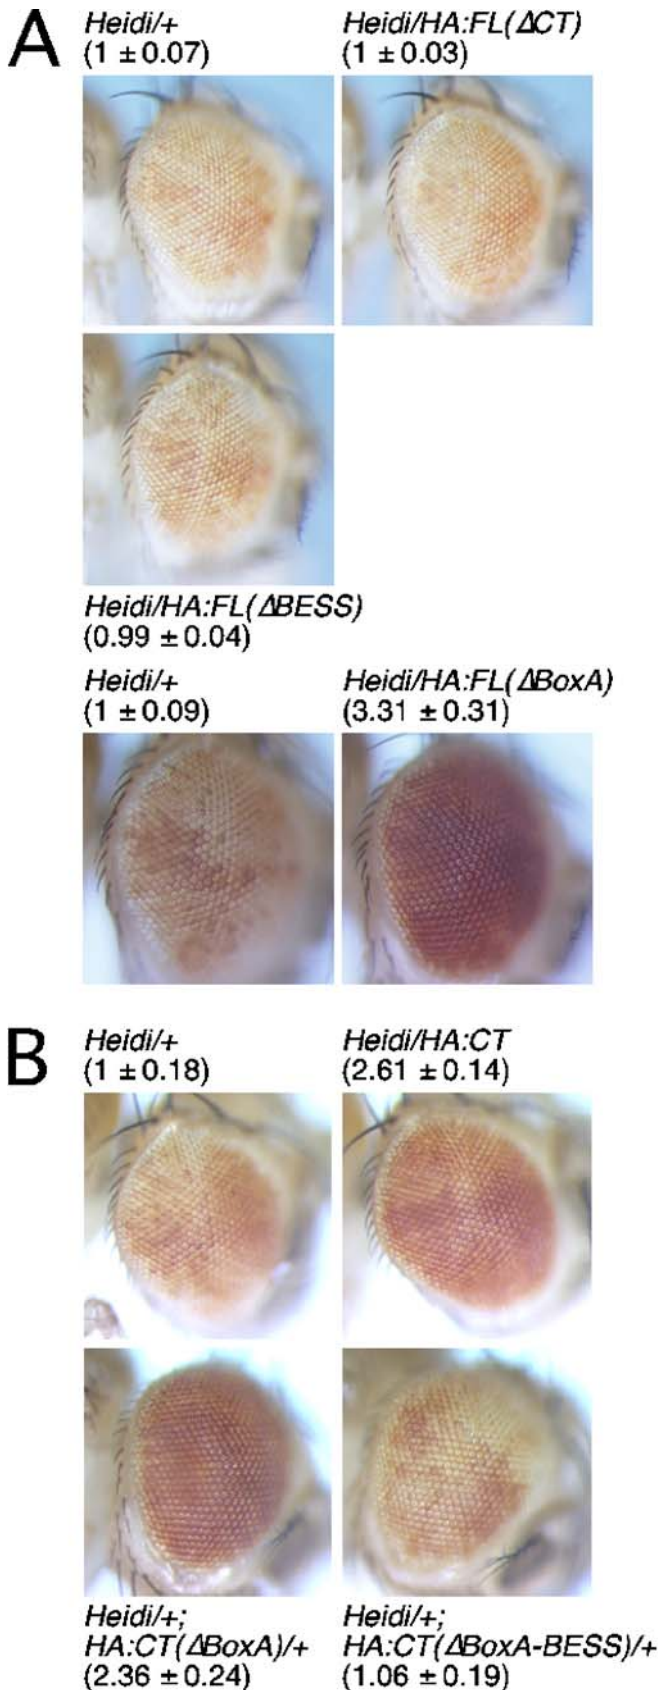 A
Heidi/+
(1 ±0.07)
Heidi/HA:FL(ΔCT)
(1 ±0.03)
Heidi/HA:FL(ΔBESS)
(0.99 ±0.04)
Heidi/+
(1 ±0.09)
Heidi/HA:FL(ΔBoxA)
(3.31 ±0.31)
B
Heidi/+
(1 ±0.18)
Heidi/HA:CT
(2.61 ±0.14)
Heidi/+;
HA:CT(ΔBoxA)/+
(2.36 ±0.24)
Heidi/+;
HA:CT(ΔBoxA-BESS)/+
(1.06 ±0.19)